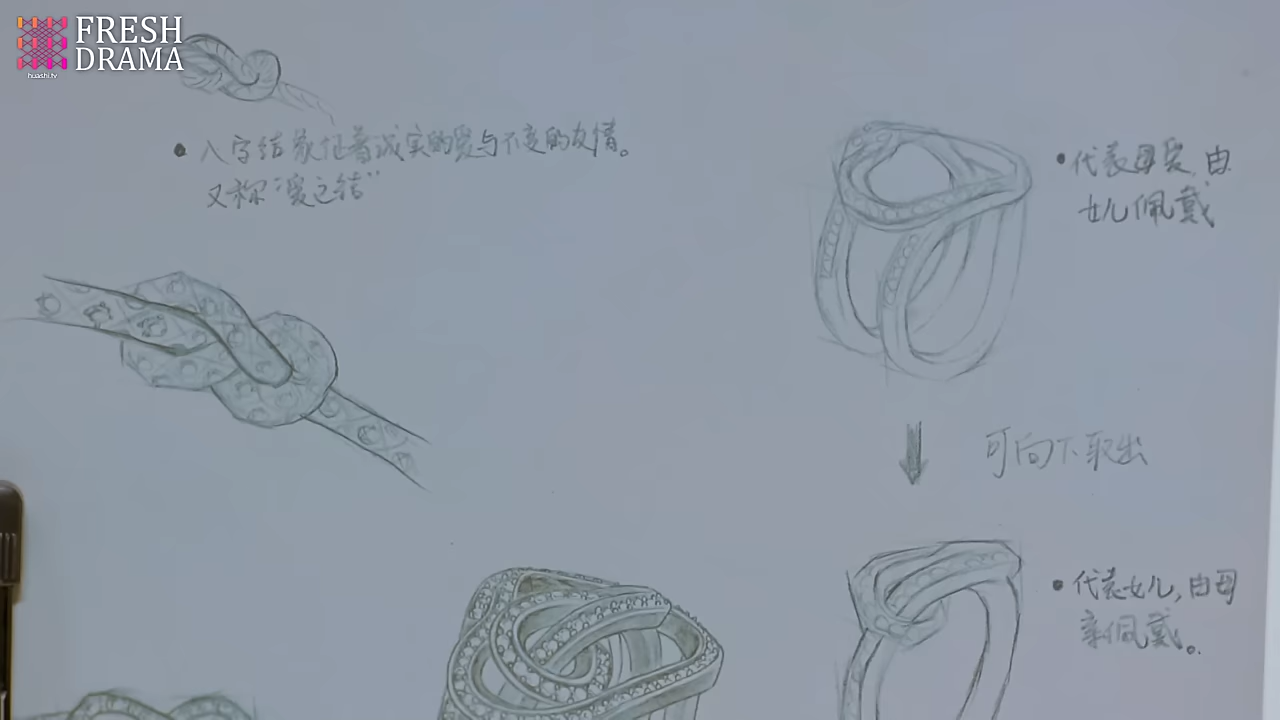 FRESH
DRAMA
huashi.tv
•八字结象征着诚实的爱与不变的友情。
又称“爱之结”
•代表母爱,由
女儿佩戴
可向下取出
•代表女儿,由母
亲佩戴。